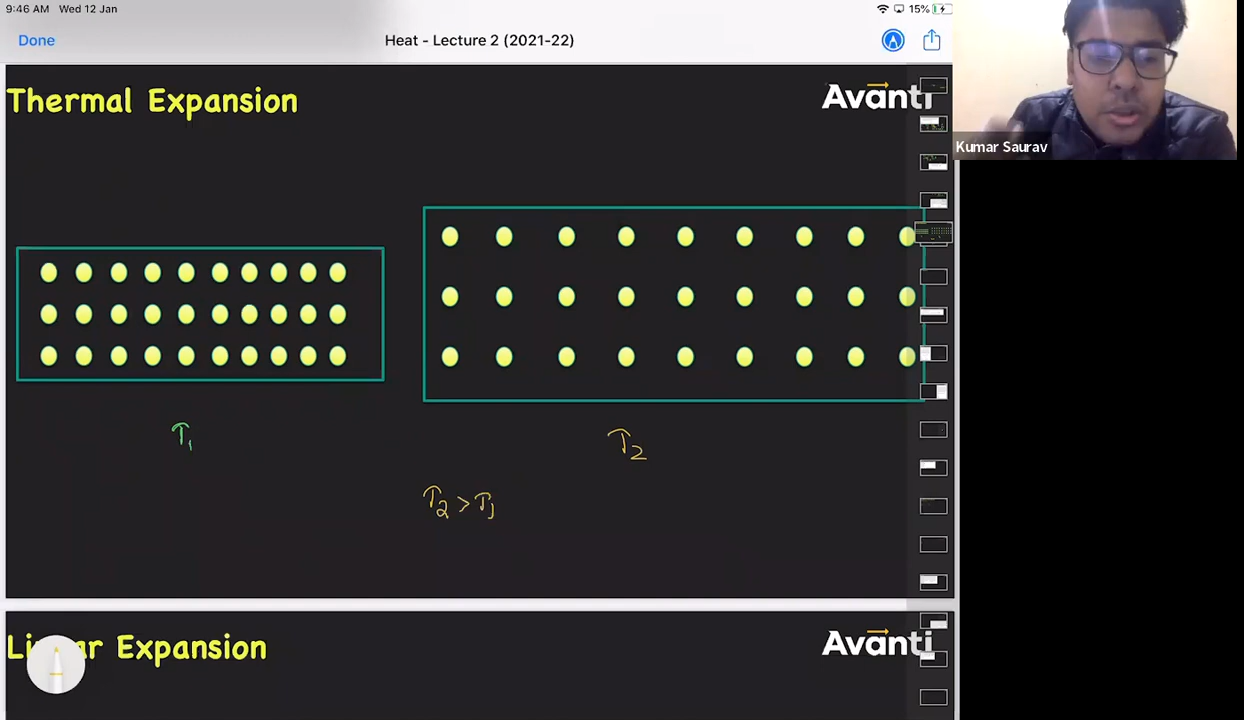 9:46 AM Wed 12 Jan
15%
Done
Heat - Lecture 2 (2021-22)
Thermal Expansion
Avanti
Kumar Saurav
T₁
T₂
T₂ > T₁
Linear Expansion
Avanti